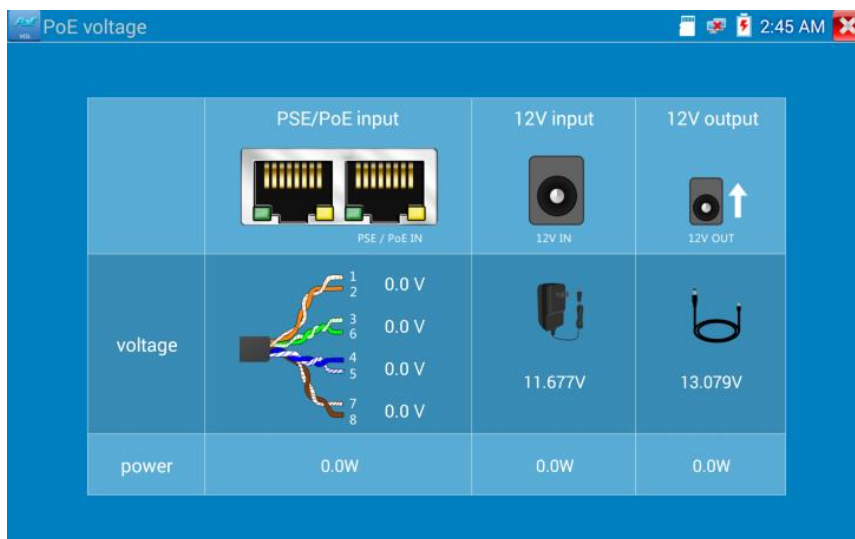 PoE voltage
2:45 AM
PSE/PoE input
12V input
12V output
PSE / PoE IN
12V IN
12V OUT
voltage
1
2
0.0 V
3
6
0.0 V
4
5
0.0 V
7
8
0.0 V
11.677V
13.079V
power
0.0W
0.0W
0.0W